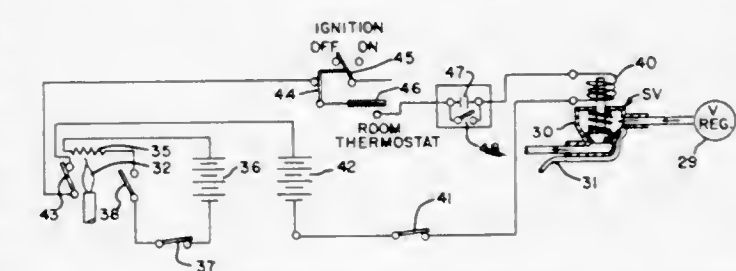 IGNITION
OFF ON
45
40
47
44
46
SV
ROOM
THERMOSTAT
48
30
V
REG.
29
31
35
32
36
42
43
38
41
37